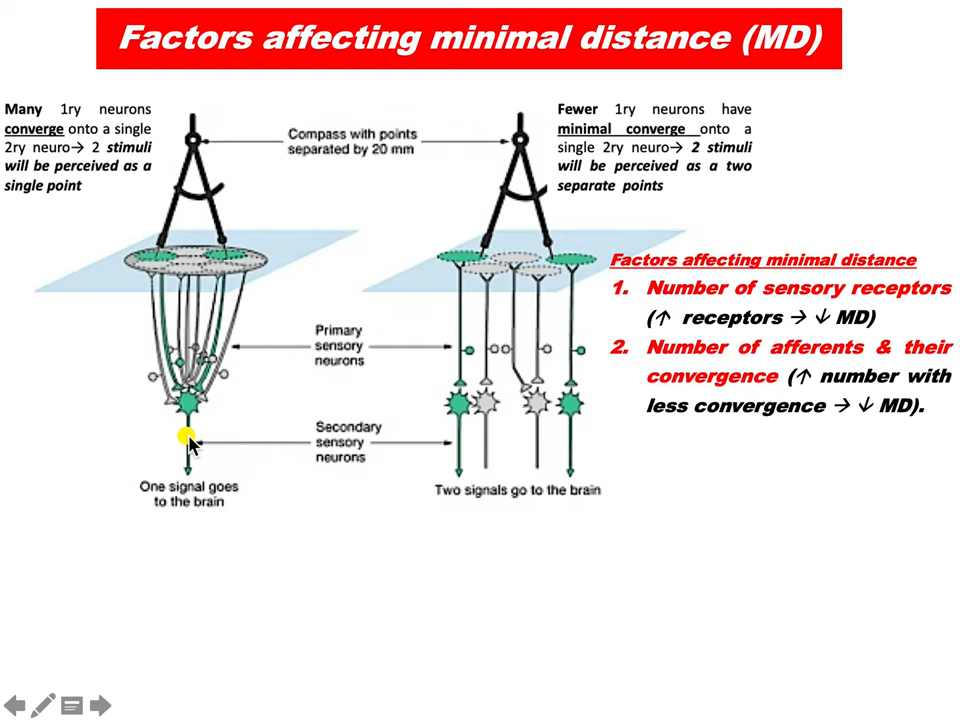 Factors affecting minimal distance (MD)
Many 1ry neurons
converge onto a single
2ry neuro→ 2 stimuli
will be perceived as a
single point
Compass with points
separated by 20 mm
Fewer 1ry neurons have
minimal converge onto a
single 2ry neuro→ 2 stimuli
will be perceived as a two
separate points
Primary
sensory
neurons
Secondary
sensory
neurons
One signal goes
to the brain
Two signals go to the brain
Factors affecting minimal distance
1. Number of sensory receptors
(↑ receptors → ↓ MD)
2. Number of afferents & their
convergence (↑ number with
less convergence → ↓ MD).